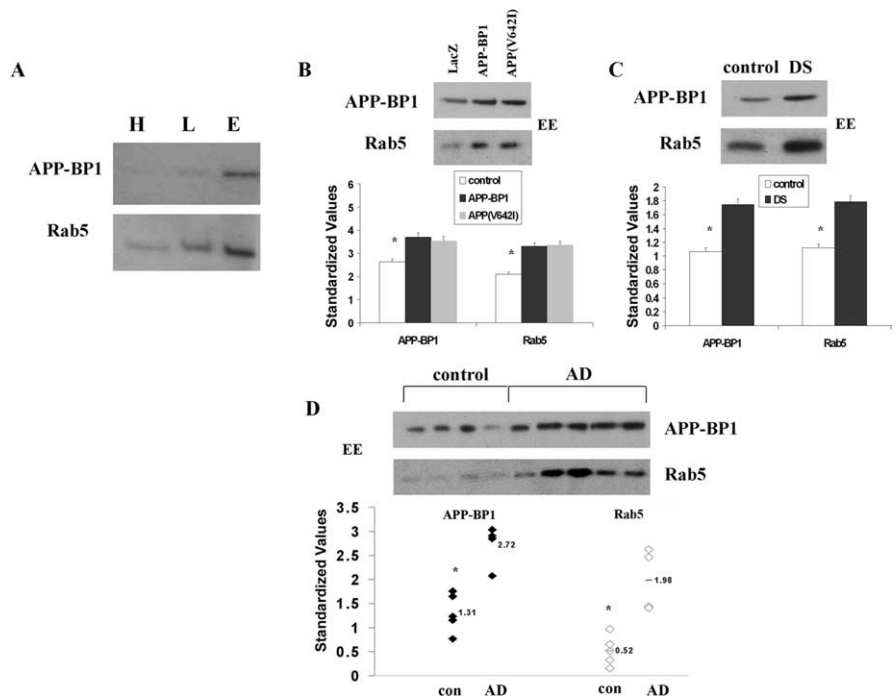 A
H L E
APP-BP1
Rab5
B
LacZ
APP-BP1
APP(V642I)
APP-BP1
Rab5
EE
control
APP-BP1
APP(V642I)
Standardized Values
6
5
4
3
2
1
0
*
*
APP-BP1 Rab5
C
control DS
APP-BP1
Rab5
EE
control
DS
Standardized Values
2
1.8
1.6
1.4
1.2
1
0.8
0.6
0.4
0.2
0
*
*
APP-BP1 Rab5
D
control AD
EE
APP-BP1
Rab5
APP-BP1 Rab5
Standardized Values
3.5
3
2.5
2
1.5
1
0.5
0
*
1.31
2.72
*
0.52
1.98
con AD con AD